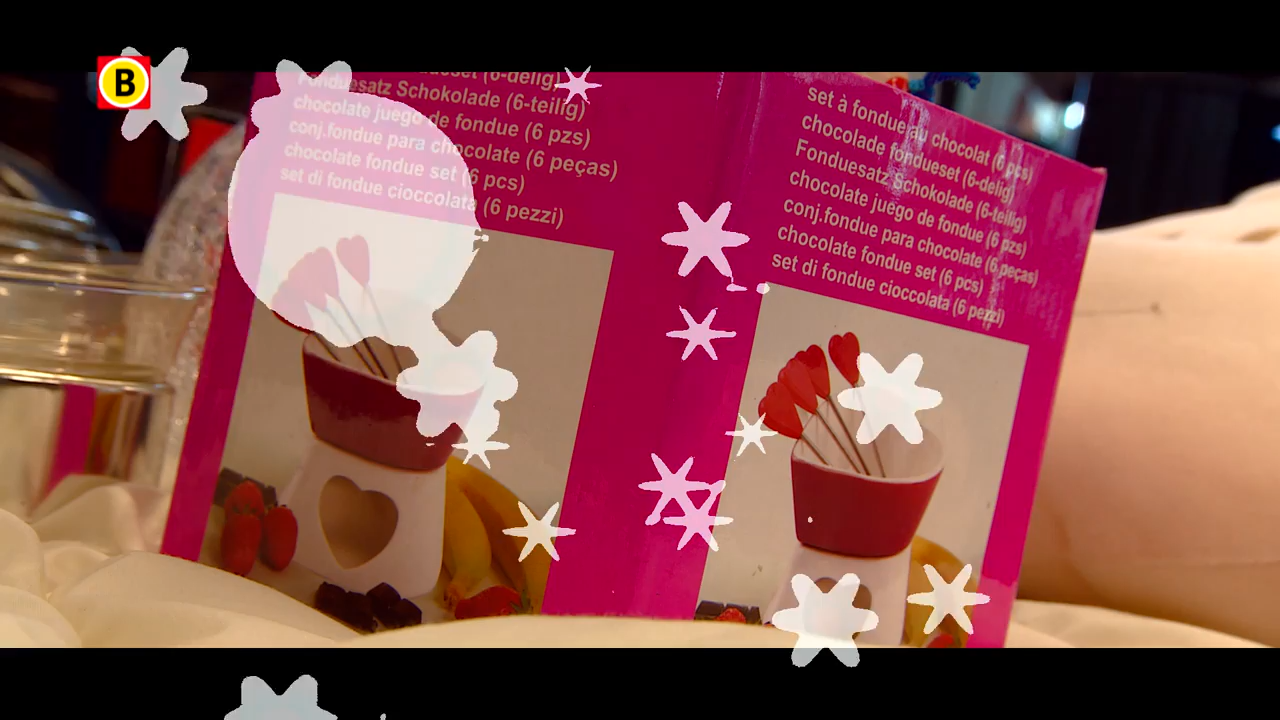 B
fondueset (6-delig)
Fonduesatz Schokolade (6-teilig)
chocolate juego de fondue (6 pzs)
conj.fondue para chocolate (6 peças)
chocolate fondue set (6 pcs)
set di fondue cioccolata (6 pezzi)
set à fondue au chocolat (6 pcs)
chocolade fondueset (6-delig)
Fonduesatz Schokolade (6-teilig)
chocolate juego de fondue (6 pzs)
conj.fondue para chocolate (6 peças)
chocolate fondue set (6 pcs)
set di fondue cioccolata (6 pezzi)